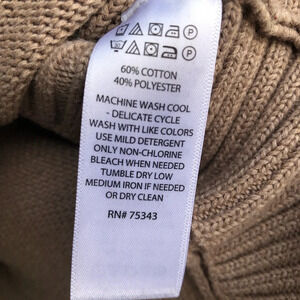 60% COTTON
40% POLYESTER
MACHINE WASH COOL
- DELICATE CYCLE
WASH WITH LIKE COLORS
USE MILD DETERGENT
ONLY NON-CHLORINE
BLEACH WHEN NEEDED
TUMBLE DRY LOW
MEDIUM IRON IF NEEDED
OR DRY CLEAN
RN# 75343